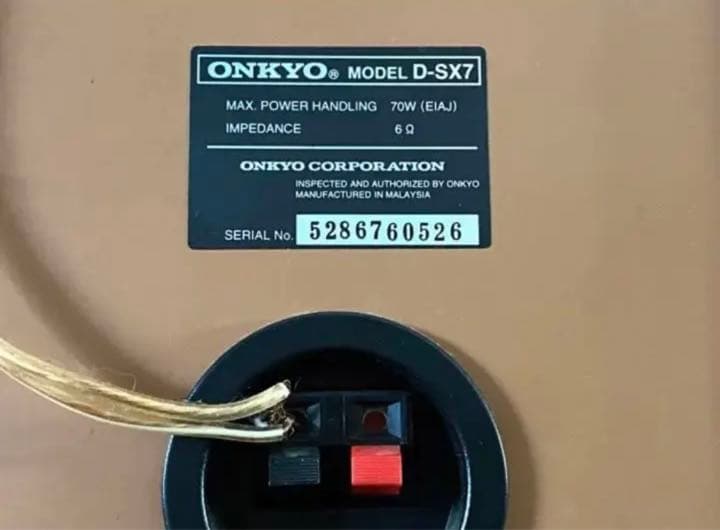 ONKYO® MODEL D-SX7
MAX. POWER HANDLING 70W (EIAJ)
IMPEDANCE 6 Ω
ONKYO CORPORATION
INSPECTED AND AUTHORIZED BY ONKYO
MANUFACTURED IN MALAYSIA
SERIAL No. 5286760526